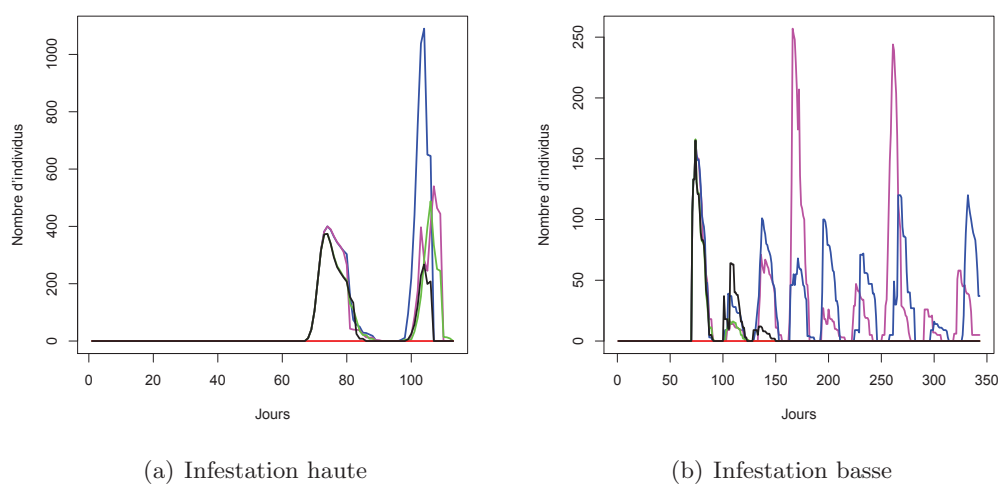 Nombre d'individus
0
200
400
600
800
1000
0 20 40 60 80 100
Jours
(a) Infestation haute
Nombre d'individus
0
50
100
150
200
250
0 50 100 150 200 250 300 350
Jours
(b) Infestation basse